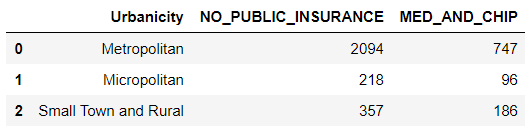 Urbanicity NO_PUBLIC_INSURANCE MED_AND_CHIP
0 Metropolitan 2094 747
1 Micropolitan 218 96
2 Small Town and Rural 357 186